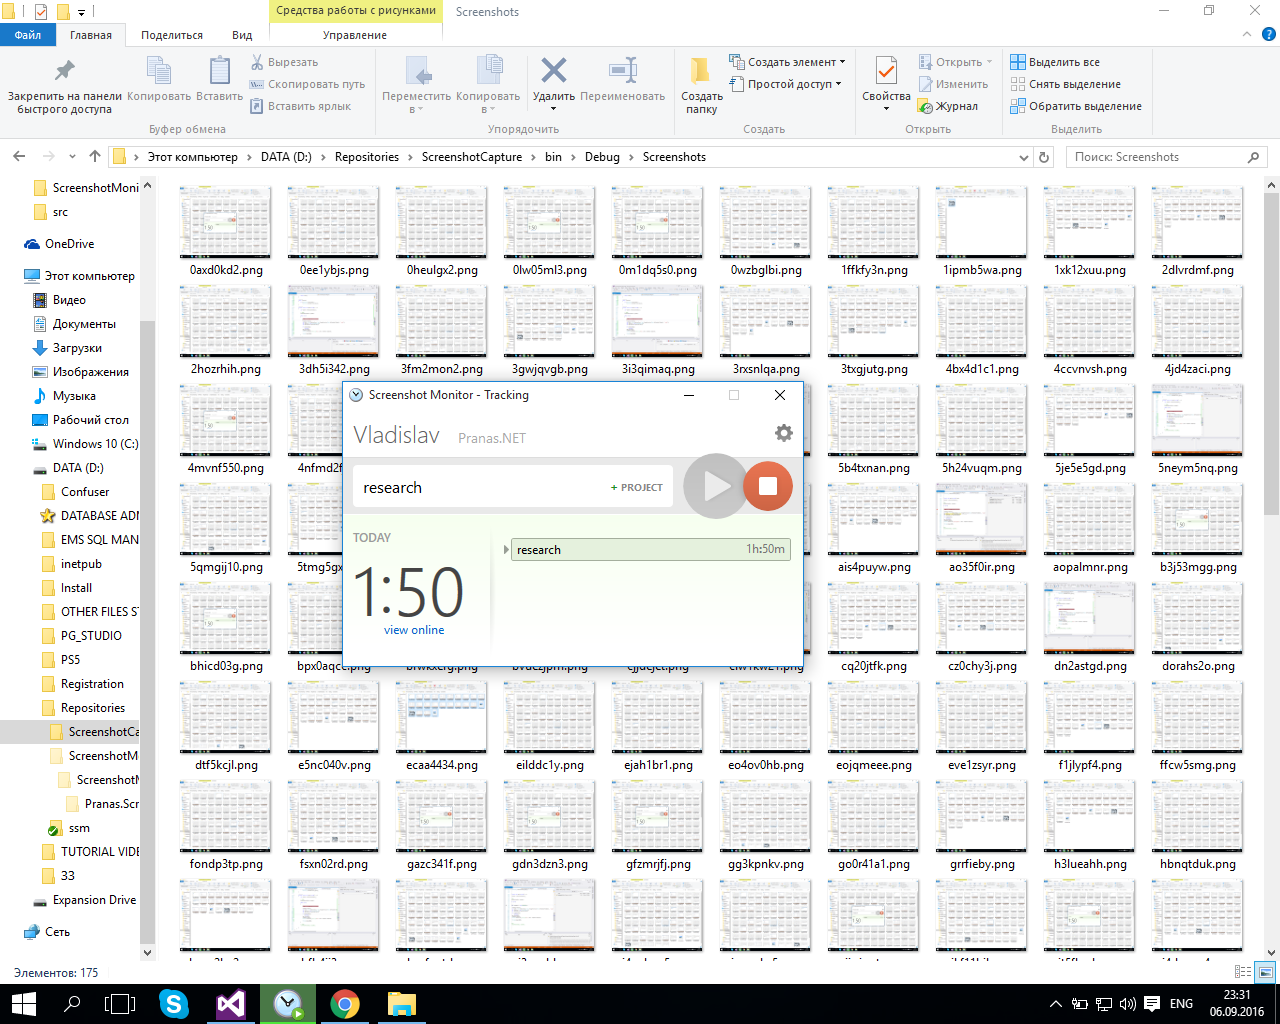 Средства работы с рисунками
Screenshots
Файл
Главная
Поделиться
Вид
Управление
Закрепить на панели быстрого доступа
Копировать
Вставить
Вырезать
Скопировать путь
Вставить ярлык
Переместить в
Копировать в
Удалить
Переименовать
Создать папку
Создать элемент
Простой доступ
Свойства
Открыть
Изменить
Журнал
Выделить все
Снять выделение
Обратить выделение
Буфер обмена
Упорядочить
Создать
Открыть
Выделить
Этот компьютер
DATA (D:)
Repositories
ScreenshotCapture
bin
Debug
Screenshots
Поиск: Screenshots
ScreenshotMoni
src
OneDrive
Этот компьютер
Видео
Документы
Загрузки
Изображения
Музыка
Рабочий стол
Windows 10 (C:)
DATA (D:)
Confuser
DATABASE ADM
EMS SQL MAN
inetpub
Install
OTHER FILES ST
PG_STUDIO
PS5
Registration
Repositories
ScreenshotCa
ScreenshotM
Screenshot
Pranas.Scr
ssm
TUTORIAL VIDE
33
Expansion Drive
Сеть
0axd0kd2.png 0ee1ybjs.png 0heulgx2.png 0lw05ml3.png 0m1dq5s0.png 0wzbglbi.png 1ffkfy3n.png 1ipmb5wa.png 1xk12xuu.png 2dlvrdmf.png
2hozrhih.png 3dh5i342.png 3fm2mon2.png 3gwjqvgb.png 3i3qimaq.png 3rxsnlqa.png 3txgjutg.png 4bx4d1c1.png 4ccvnvsh.png 4jd4zaci.png
4mvnf550.png 4nfmd2f 5b4txnan.png 5h24vuqm.png 5je5e5gd.png 5neym5nq.png
5qmgjj10.png 5tmg5gx ais4puyw.png ao35f0ir.png aopalmnr.png b3j53mgg.png
bhicd03g.png bpx0aqc cq20jtfk.png cz0chy3j.png dn2astgd.png dorahs2o.png
dtf5kcjl.png e5nc040v.png ecaa4434.png eilddc1y.png ejah1br1.png eo4ov0hb.png eojqmeee.png eve1zsyr.png f1jlypf4.png ffcw5smg.png
fondp3tp.png fsxn02rd.png gazc341f.png gdn3dzn3.png gfzmrjfj.png gg3kpnkv.png go0r41a1.png grrfieby.png h3lueahh.png hbnqtduk.png
Screenshot Monitor - Tracking
Vladislav Pranas.NET
research + PROJECT
TODAY
1:50
view online
research 1h:50m
Элементов: 175
ENG
23:31
06.09.2016